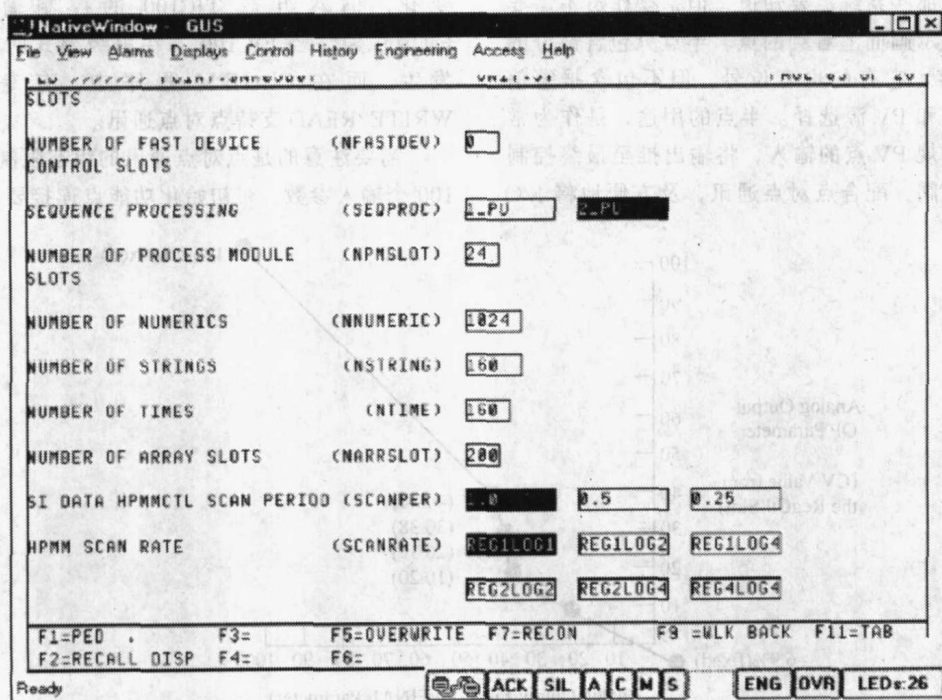 NativeWindow - GUS
File View Alarms Displays Control History Engineering Access Help
SLOTS
NUMBER OF FAST DEVICE (NFASTDEV) 0
CONTROL SLOTS
SEQUENCE PROCESSING (SEQPROC) 1_PU 2_PU
NUMBER OF PROCESS MODULE (NPMSLOT) 24
SLOTS
NUMBER OF NUMERICS (NNUMERIC) 1024
NUMBER OF STRINGS (NSTRING) 160
NUMBER OF TIMES (NTIME) 160
NUMBER OF ARRAY SLOTS (NARRSLOT) 200
SI DATA HPMMCTL SCAN PERIOD (SCANPER) 1.0 0.5 0.25
HPMM SCAN RATE (SCANRATE) REG1LOG1 REG1LOG2 REG1LOG4
REG2LOG2 REG2LOG4 REG4LOG4
F1=PED F3= F5=OVERWRITE F7=RECON F9 =WLK BACK F11=TAB
F2=RECALL DISP F4= F6=
Ready ACK SIL A C M S ENG OVR LEDs:26